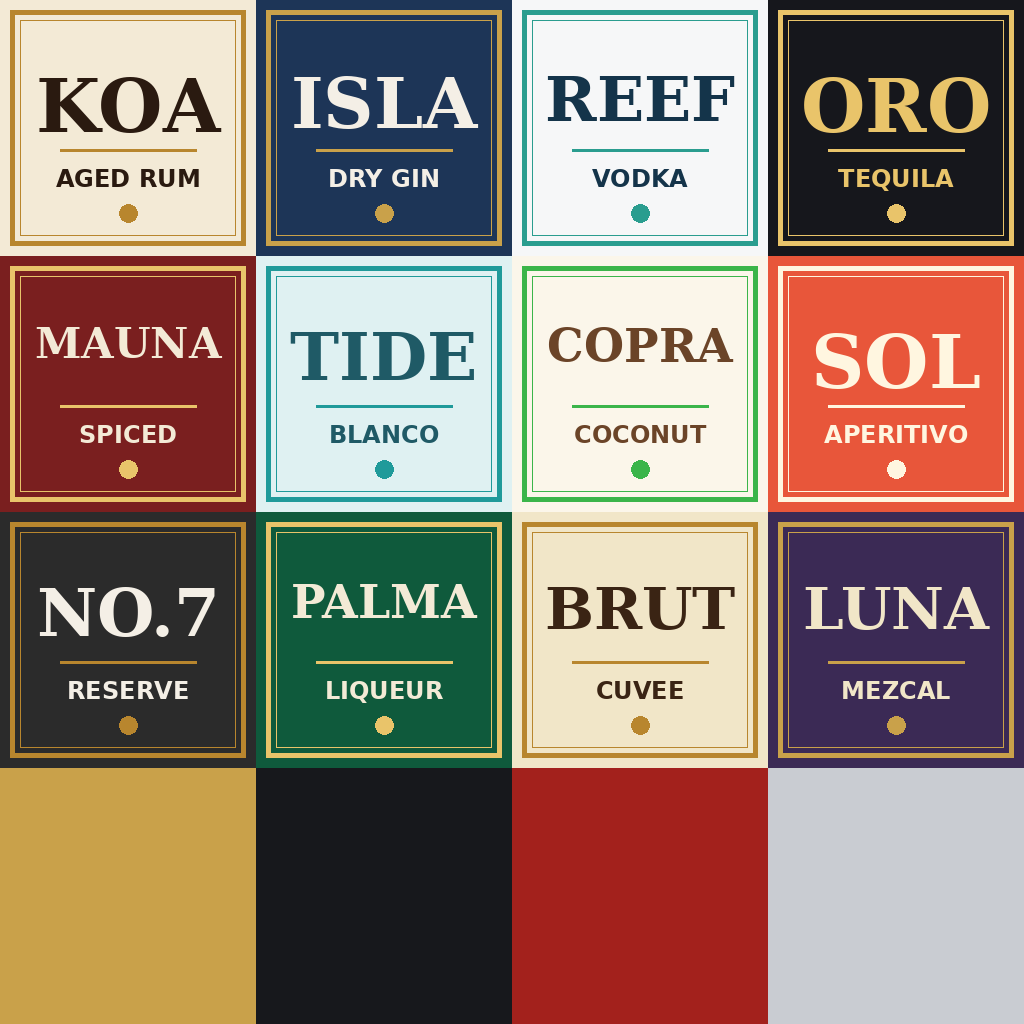 KOA
AGED RUM
ISLA
DRY GIN
REEF
VODKA
ORO
TEQUILA
MAUNA
SPICED
TIDE
BLANCO
COPRA
COCONUT
SOL
APERITIVO
NO.7
RESERVE
PALMA
LIQUEUR
BRUT
CUVEE
LUNA
MEZCAL